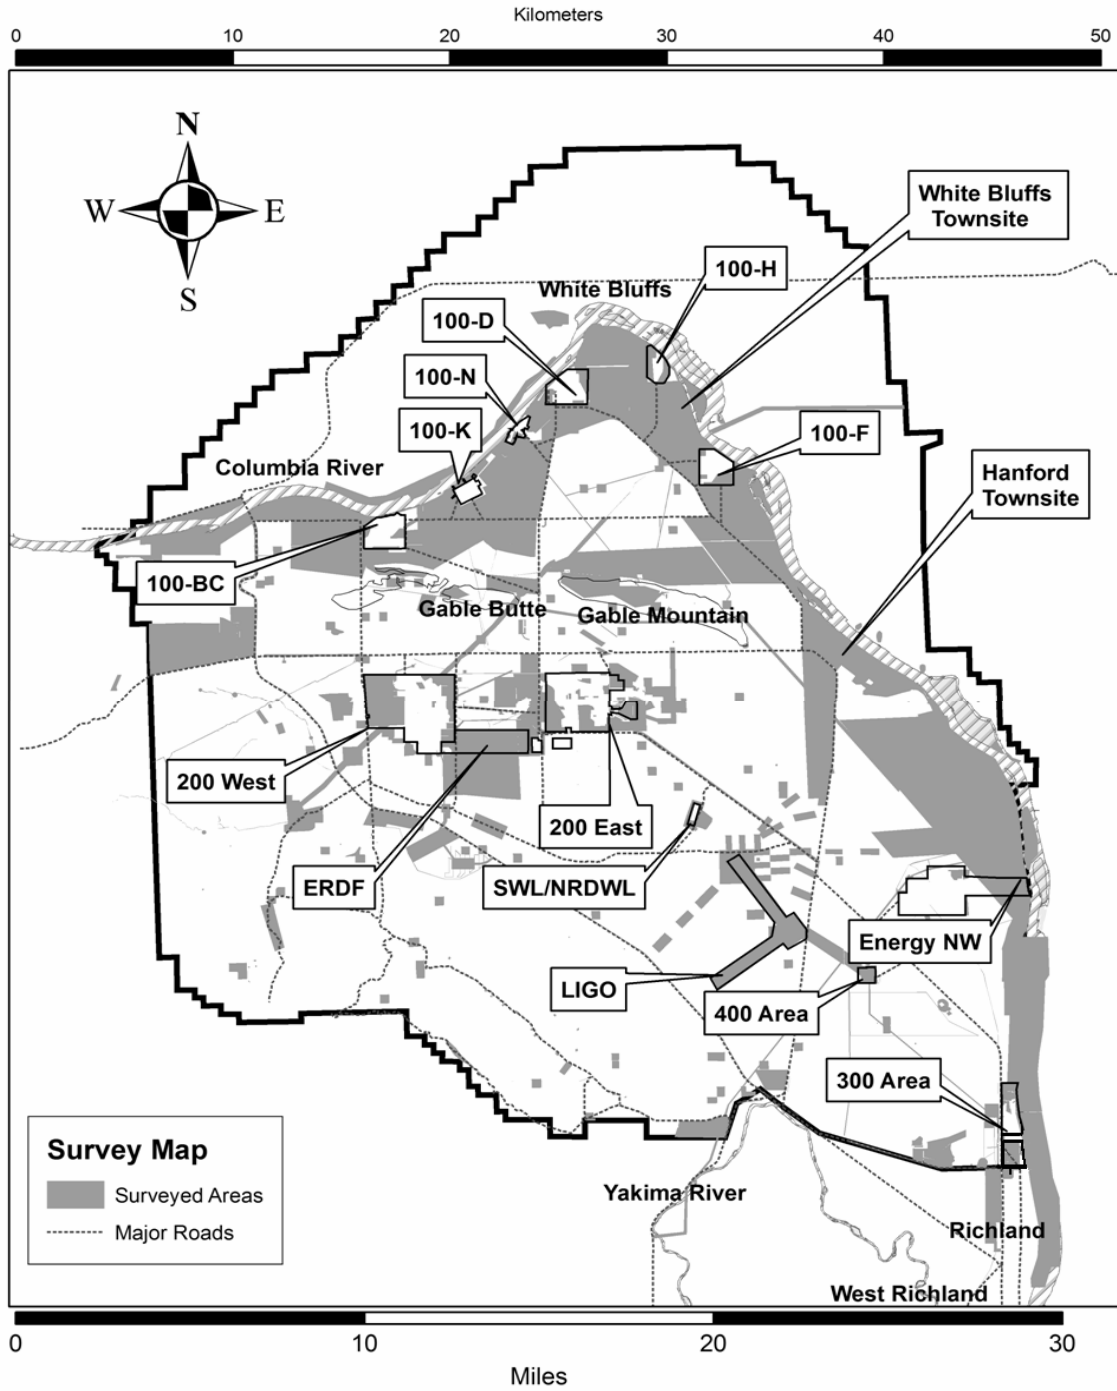 Kilometers
0 10 20 30 40 50
N
W E
S
White Bluffs
Townsite
100-H
White Bluffs
100-D
100-N
100-K
100-F
Columbia River
Hanford
Townsite
100-BC
Gable Butte
Gable Mountain
200 West
200 East
ERDF
SWL/NRDWL
Energy NW
LIGO
400 Area
300 Area
Survey Map
Surveyed Areas
Major Roads
Yakima River
Richland
West Richland
0 10 20 30
Miles